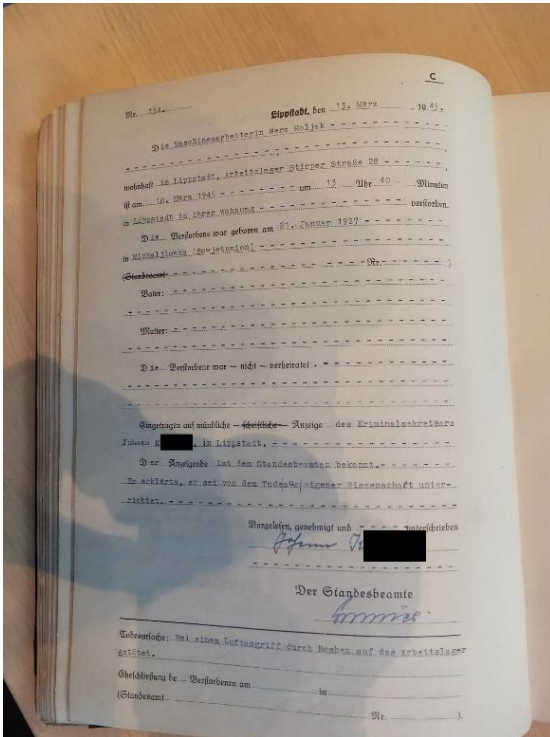 C
Nr. 194.
Lippstadt, den 13. März 1945.
Die Maschinenarbeiterin Wera Holjak
wohnhaft in Lippstadt, Arbeitslager Stirper Straße 28
ist am 10. März 1945 um 13 Uhr 40 Minuten
in Lippstadt in ihrer Wohnung verstorben.
Die Verstorbene war geboren am 21. Januar 1927
in (Sowjetunion)
(Standesamt Nr. )
Vater:
Mutter:
Die Verstorbene war – nicht – verheiratet.
Eingetragen auf mündliche – schriftliche – Anzeige des Kriminalsekretärs
Johann K , in Lippstadt.
Der Anzeigende ist dem Standesbeamten bekannt.
Er erklärte, er sei von dem Tode aus eigener Wissenschaft unter-
richtet.
Vorgelesen, genehmigt und unterschrieben
Johann K
Der Standesbeamte
Todesursache: Bei einem Luftangriff durch Bomben auf das Arbeitslager
getötet.
Eheschließung de Verstorbenen am in
(Standesamt Nr. ).